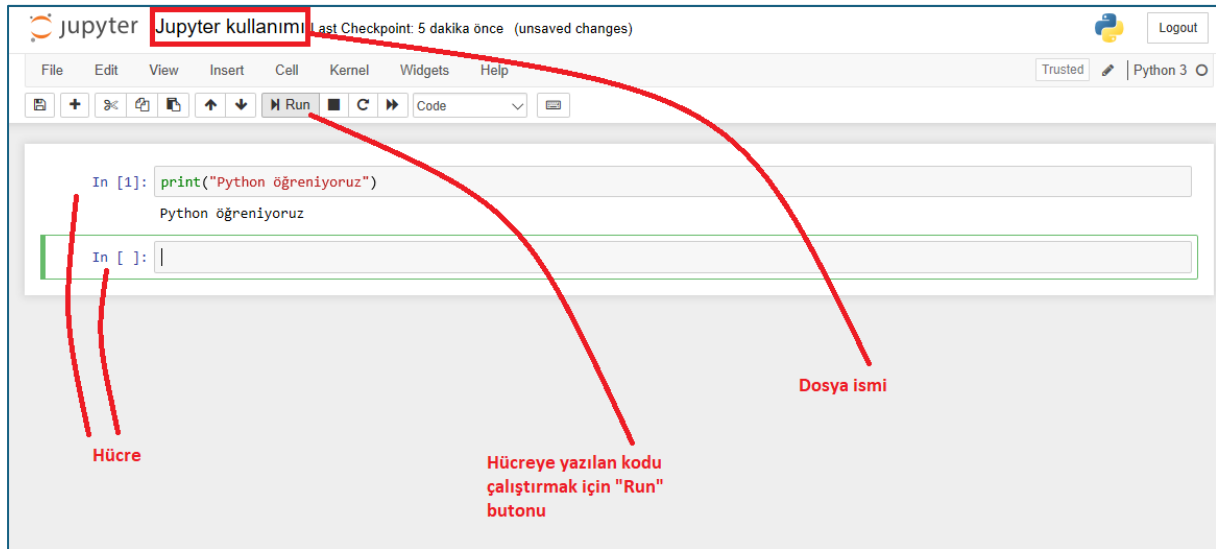 jupyter Jupyter kullanımı Last Checkpoint: 5 dakika önce (unsaved changes) Logout
File Edit View Insert Cell Kernel Widgets Help Trusted Python 3
Run Code
In [1]: print("Python öğreniyoruz")
Python öğreniyoruz
In [ ]:
Dosya ismi
Hücre
Hücreye yazılan kodu
çalıştırmak için "Run"
butonu